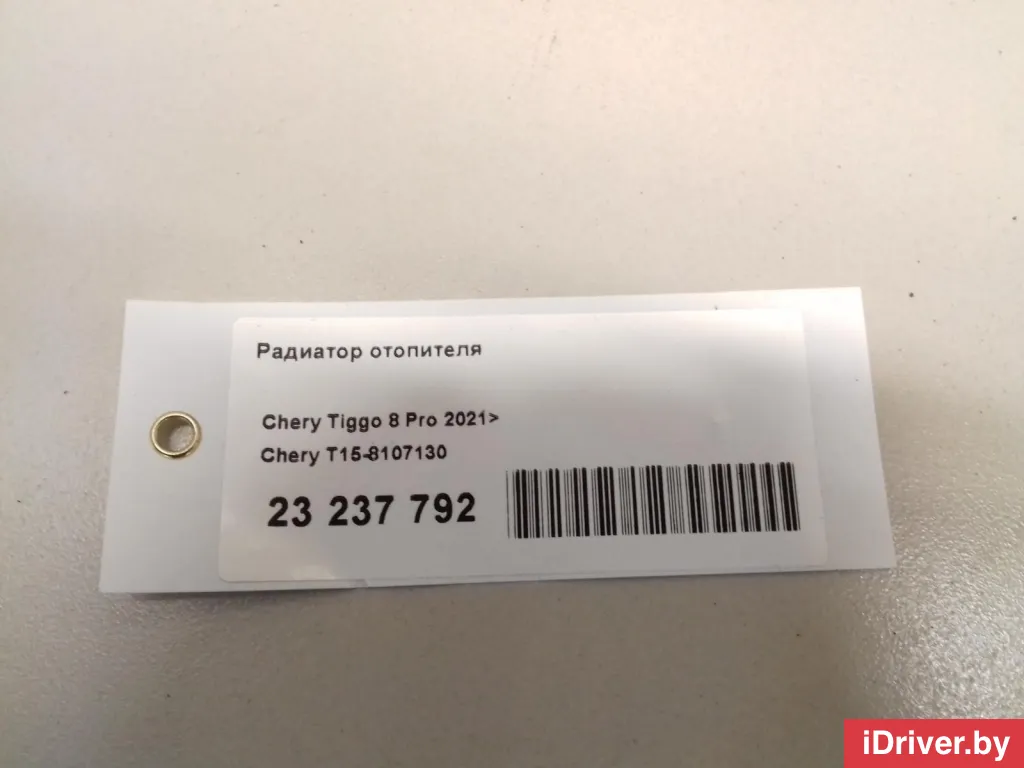 Радиатор отопителя
Chery Tiggo 8 Pro 2021>
Chery T15-8107130
23 237 792
iDriver.by